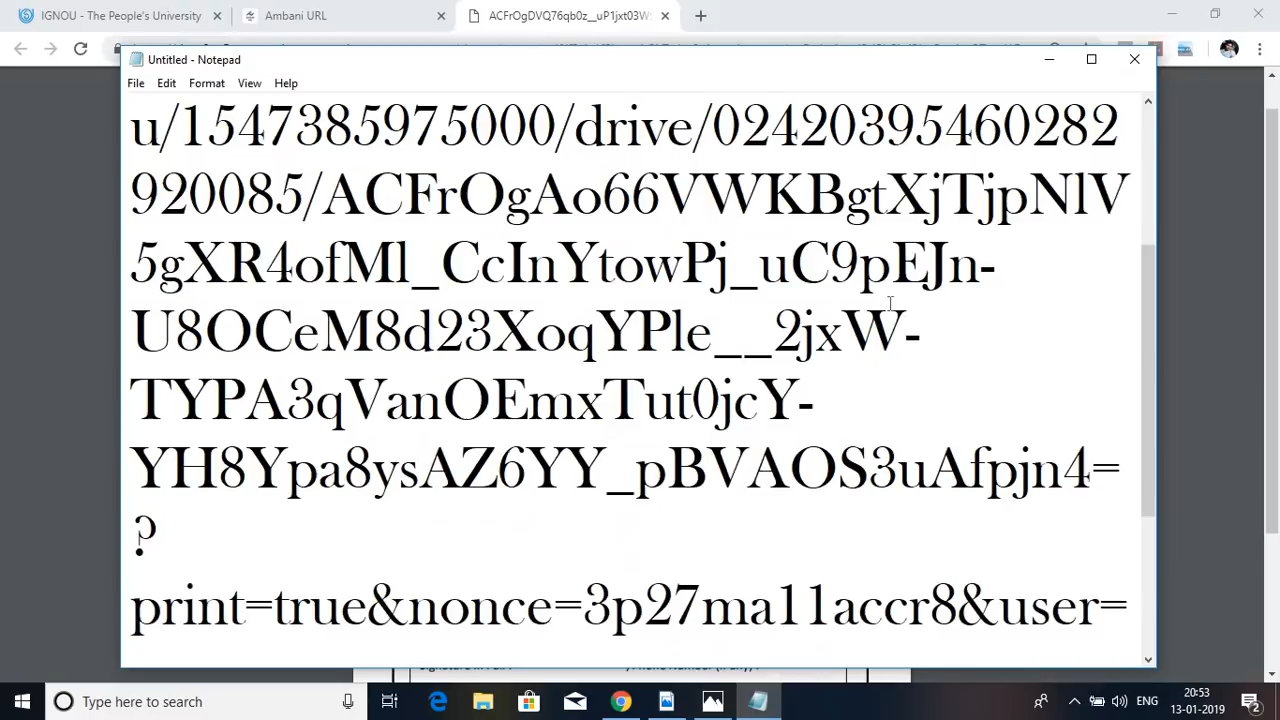 IGNOU - The People's University
Ambani URL
ACFrOgDVQ76qb0z__uP1jxt03W
Untitled - Notepad
File Edit Format View Help
u/1547385975000/drive/02420395460282
920085/ACFrOgAo66VWKBgtXjTjpNlV
5gXR4ofMl_CcInYtowPj_uC9pEJn-
U8OCeM8d23XoqYPle__2jxW-
TYPA3qVanOEmxTut0jcY-
YH8Ypa8ysAZ6YY_pBVAOS3uAfpjn4=
?
print=true&nonce=3p27ma11accr8&user=
Type here to search
ENG
20:53
13-01-2019
2